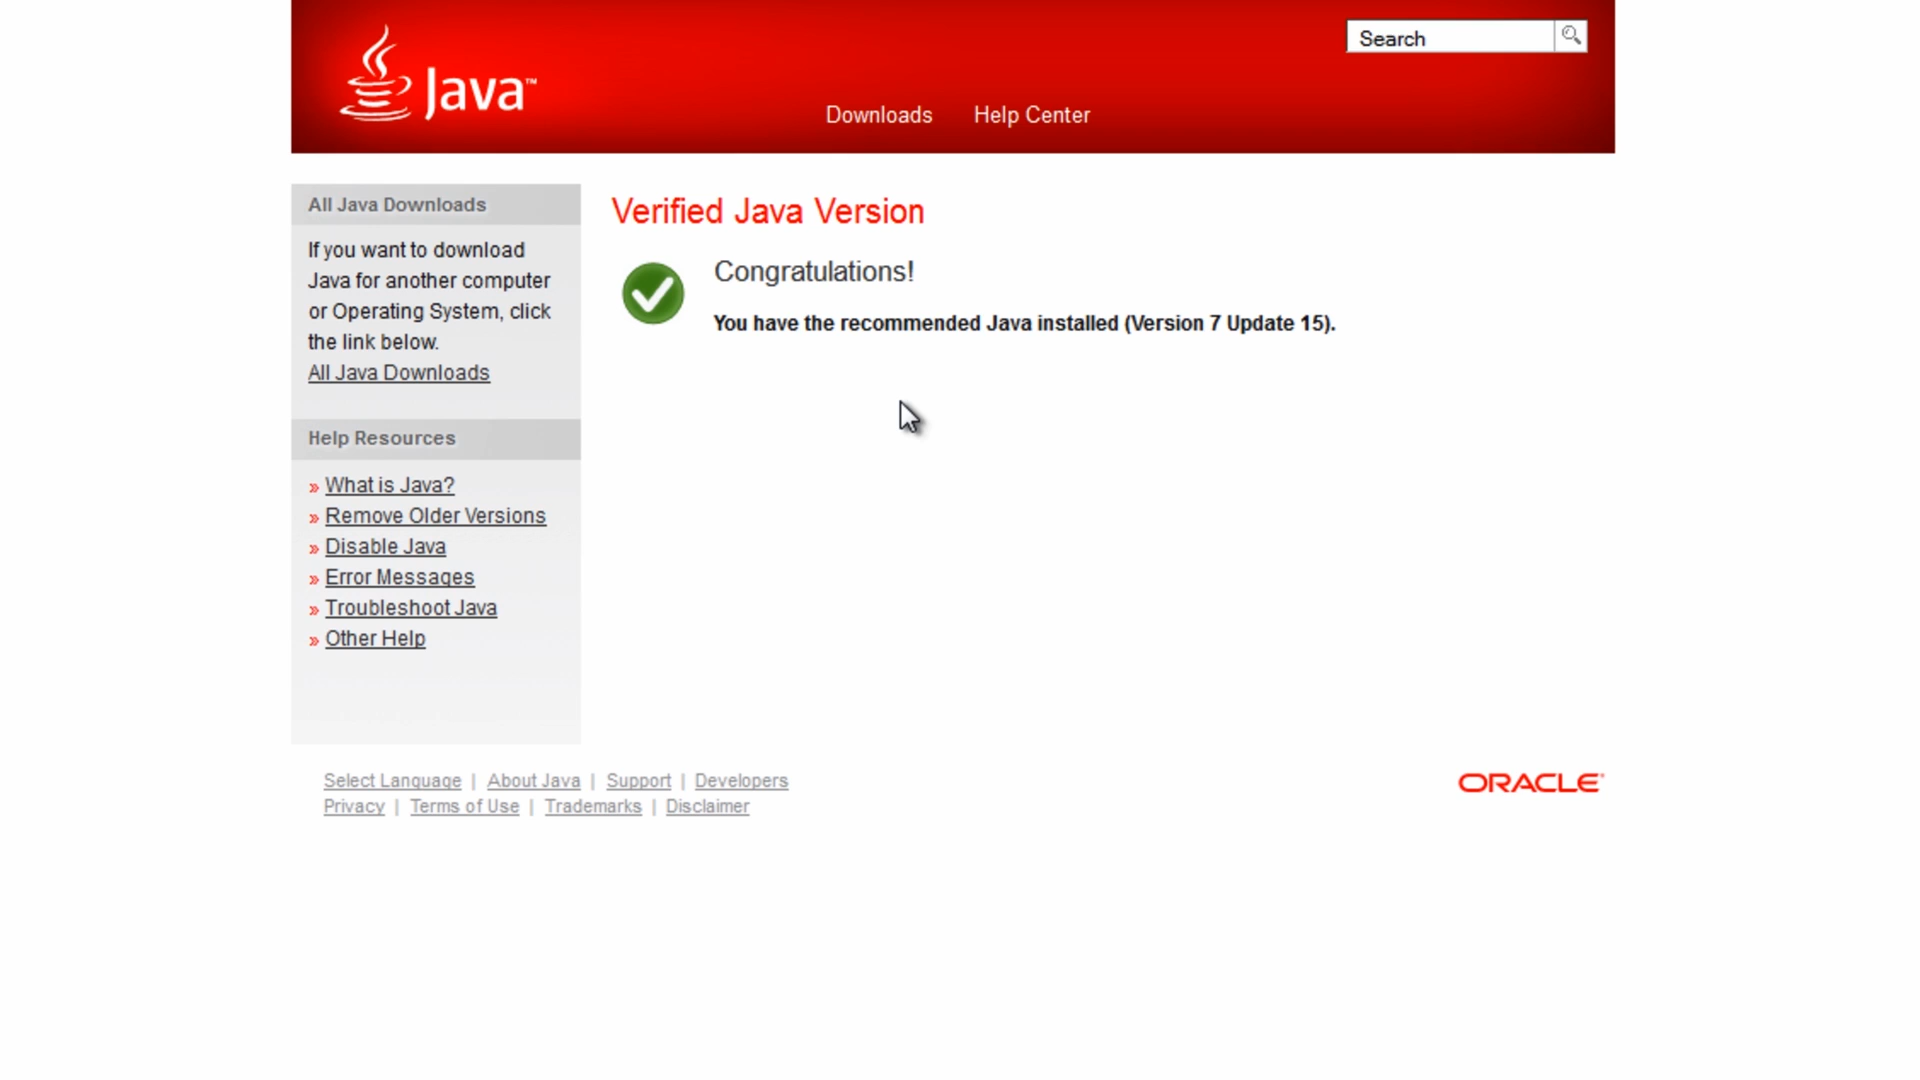 Java™
Search
Downloads Help Center
All Java Downloads
If you want to download
Java for another computer
or Operating System, click
the link below.
All Java Downloads
Help Resources
» What is Java?
» Remove Older Versions
» Disable Java
» Error Messages
» Troubleshoot Java
» Other Help
Verified Java Version
Congratulations!
You have the recommended Java installed (Version 7 Update 15).
Select Language | About Java | Support | Developers
Privacy | Terms of Use | Trademarks | Disclaimer
ORACLE®